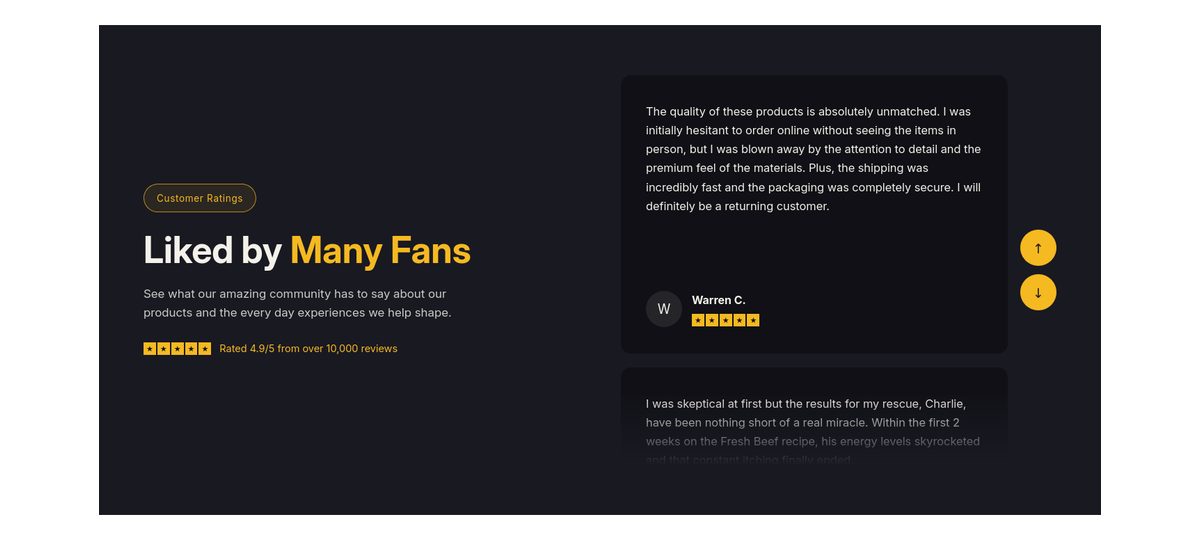 Customer Ratings
Liked by Many Fans
See what our amazing community has to say about our
products and the every day experiences we help shape.
Rated 4.9/5 from over 10,000 reviews
The quality of these products is absolutely unmatched. I was
initially hesitant to order online without seeing the items in
person, but I was blown away by the attention to detail and the
premium feel of the materials. Plus, the shipping was
incredibly fast and the packaging was completely secure. I will
definitely be a returning customer.
W
Warren C.
I was skeptical at first but the results for my rescue, Charlie,
have been nothing short of a real miracle. Within the first 2
weeks on the Fresh Beef recipe, his energy levels skyrocketed
and that constant itching finally ended.